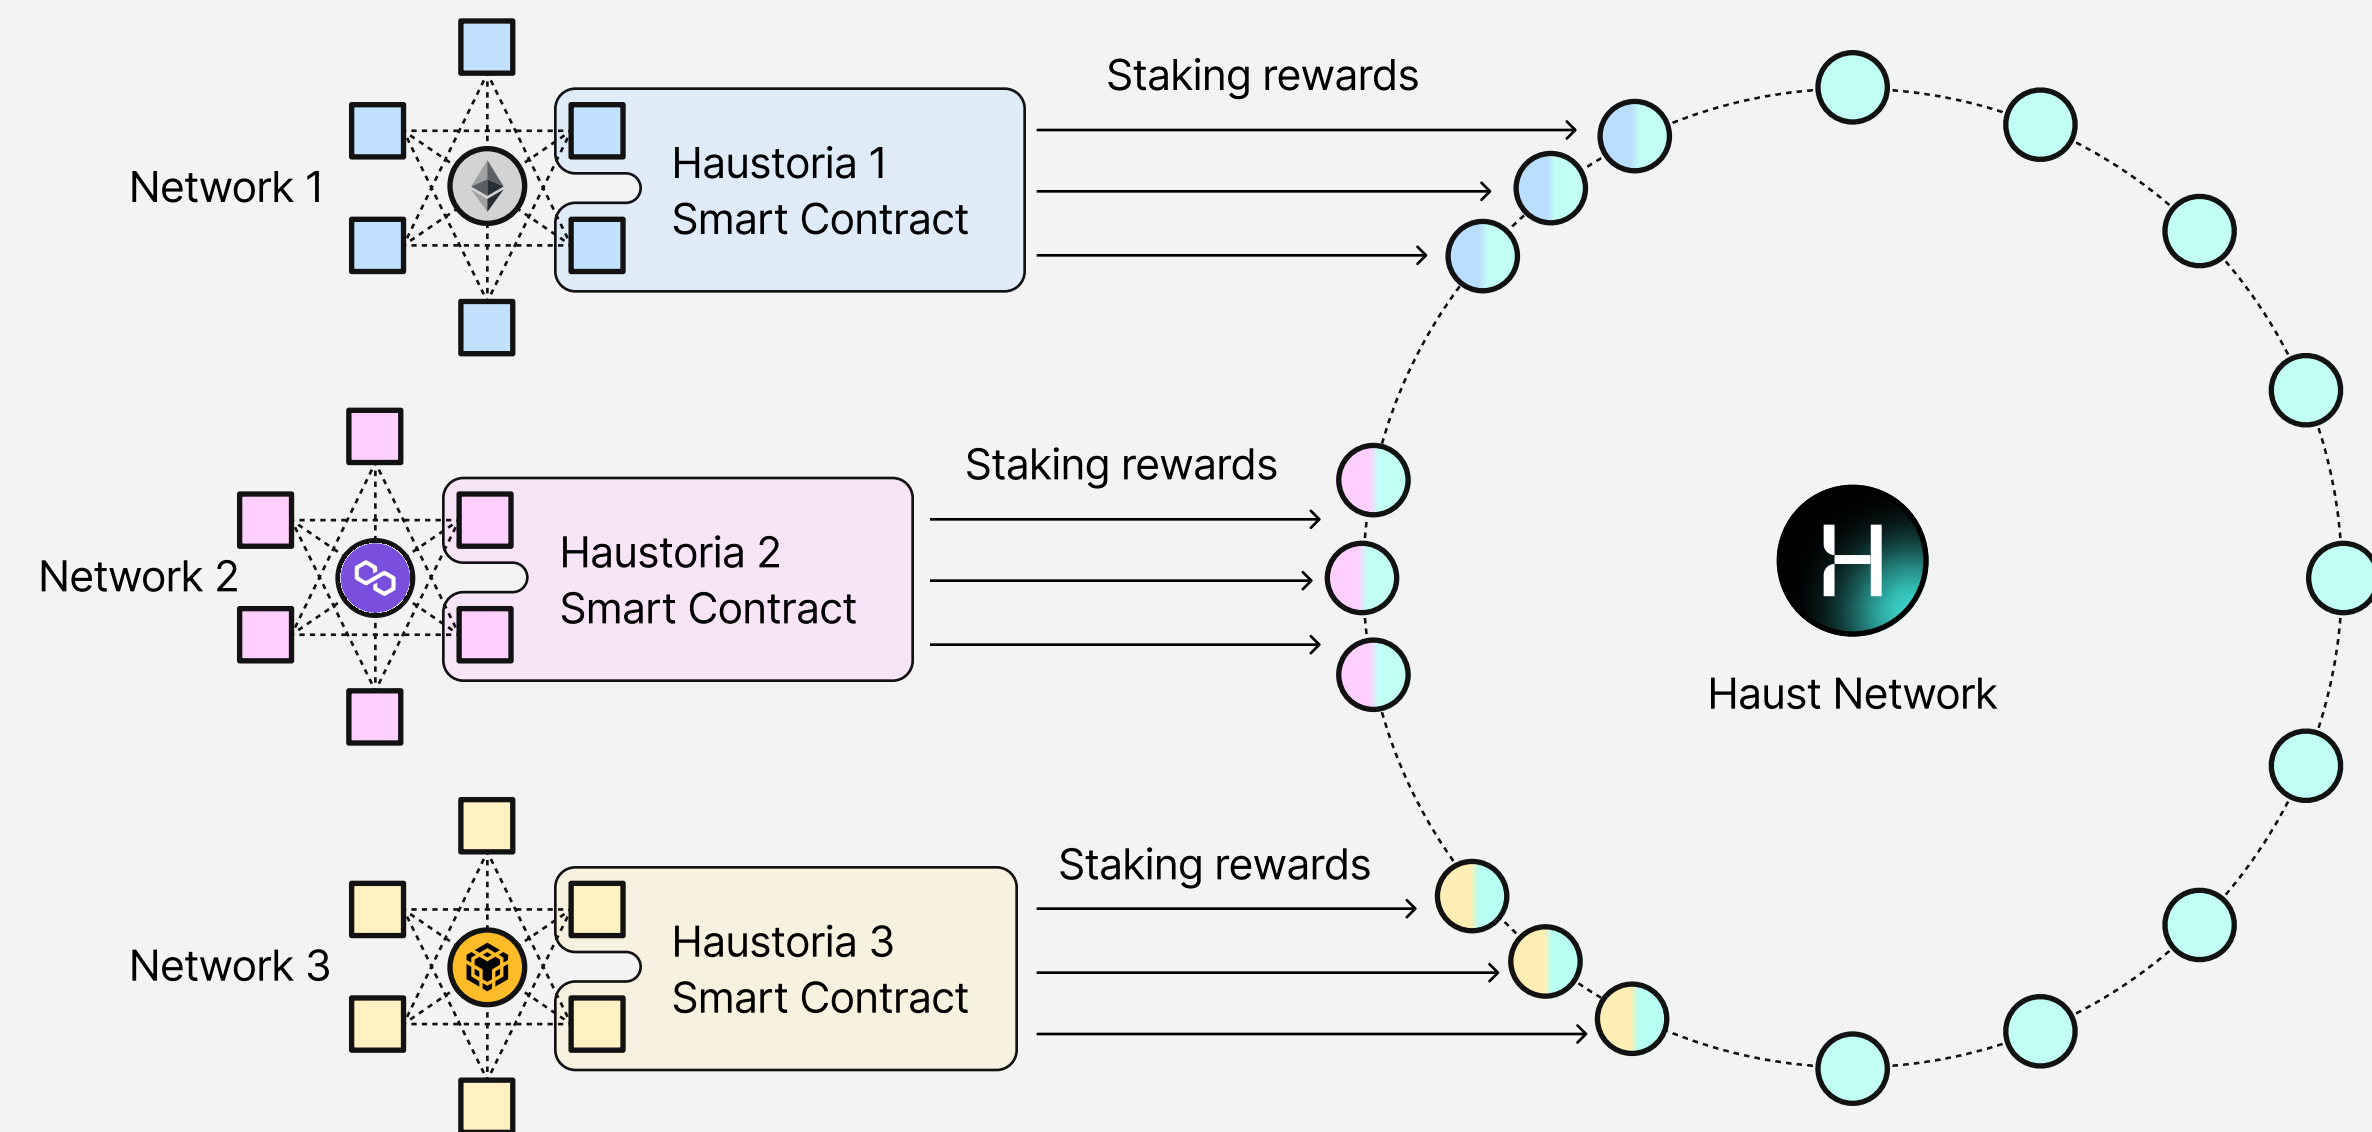 Staking rewards
Network 1
Haustoria 1
Smart Contract
Staking rewards
Network 2
Haustoria 2
Smart Contract
Haust Network
Staking rewards
Network 3
Haustoria 3
Smart Contract